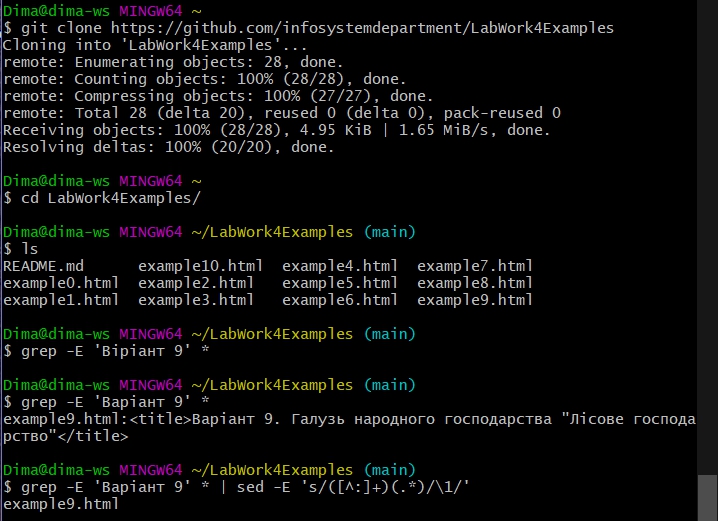 Dima@dima-ws MINGW64 ~
$ git clone https://github.com/infosystemdepartment/LabWork4Examples
Cloning into 'LabWork4Examples'...
remote: Enumerating objects: 28, done.
remote: Counting objects: 100% (28/28), done.
remote: Compressing objects: 100% (27/27), done.
remote: Total 28 (delta 20), reused 0 (delta 0), pack-reused 0
Receiving objects: 100% (28/28), 4.95 KiB | 1.65 MiB/s, done.
Resolving deltas: 100% (20/20), done.
Dima@dima-ws MINGW64 ~
$ cd LabWork4Examples/
Dima@dima-ws MINGW64 ~/LabWork4Examples (main)
$ ls
README.md example10.html example4.html example7.html
example0.html example2.html example5.html example8.html
example1.html example3.html example6.html example9.html
Dima@dima-ws MINGW64 ~/LabWork4Examples (main)
$ grep -E 'Віріант 9' *
Dima@dima-ws MINGW64 ~/LabWork4Examples (main)
$ grep -E 'Варіант 9' *
example9.html:<title>Варіант 9. Галузь народного господарства "Лісове господа
рство"</title>
Dima@dima-ws MINGW64 ~/LabWork4Examples (main)
$ grep -E 'Варіант 9' * | sed -E 's/([^:]+)(.*)/\1/'
example9.html